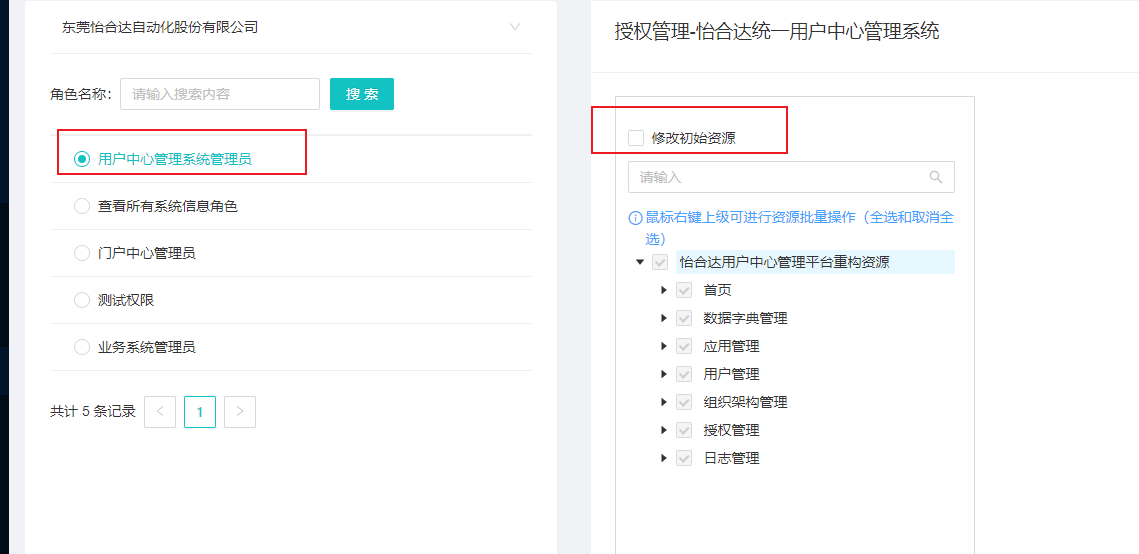 东莞怡合达自动化股份有限公司
角色名称：
请输入搜索内容
搜 索
用户中心管理系统管理员
查看所有系统信息角色
门户中心管理员
测试权限
业务系统管理员
共计 5 条记录
1
授权管理-怡合达统一用户中心管理系统
修改初始资源
请输入
鼠标右键上级可进行资源批量操作（全选和取消全
选）
怡合达用户中心管理平台重构资源
首页
数据字典管理
应用管理
用户管理
组织架构管理
授权管理
日志管理